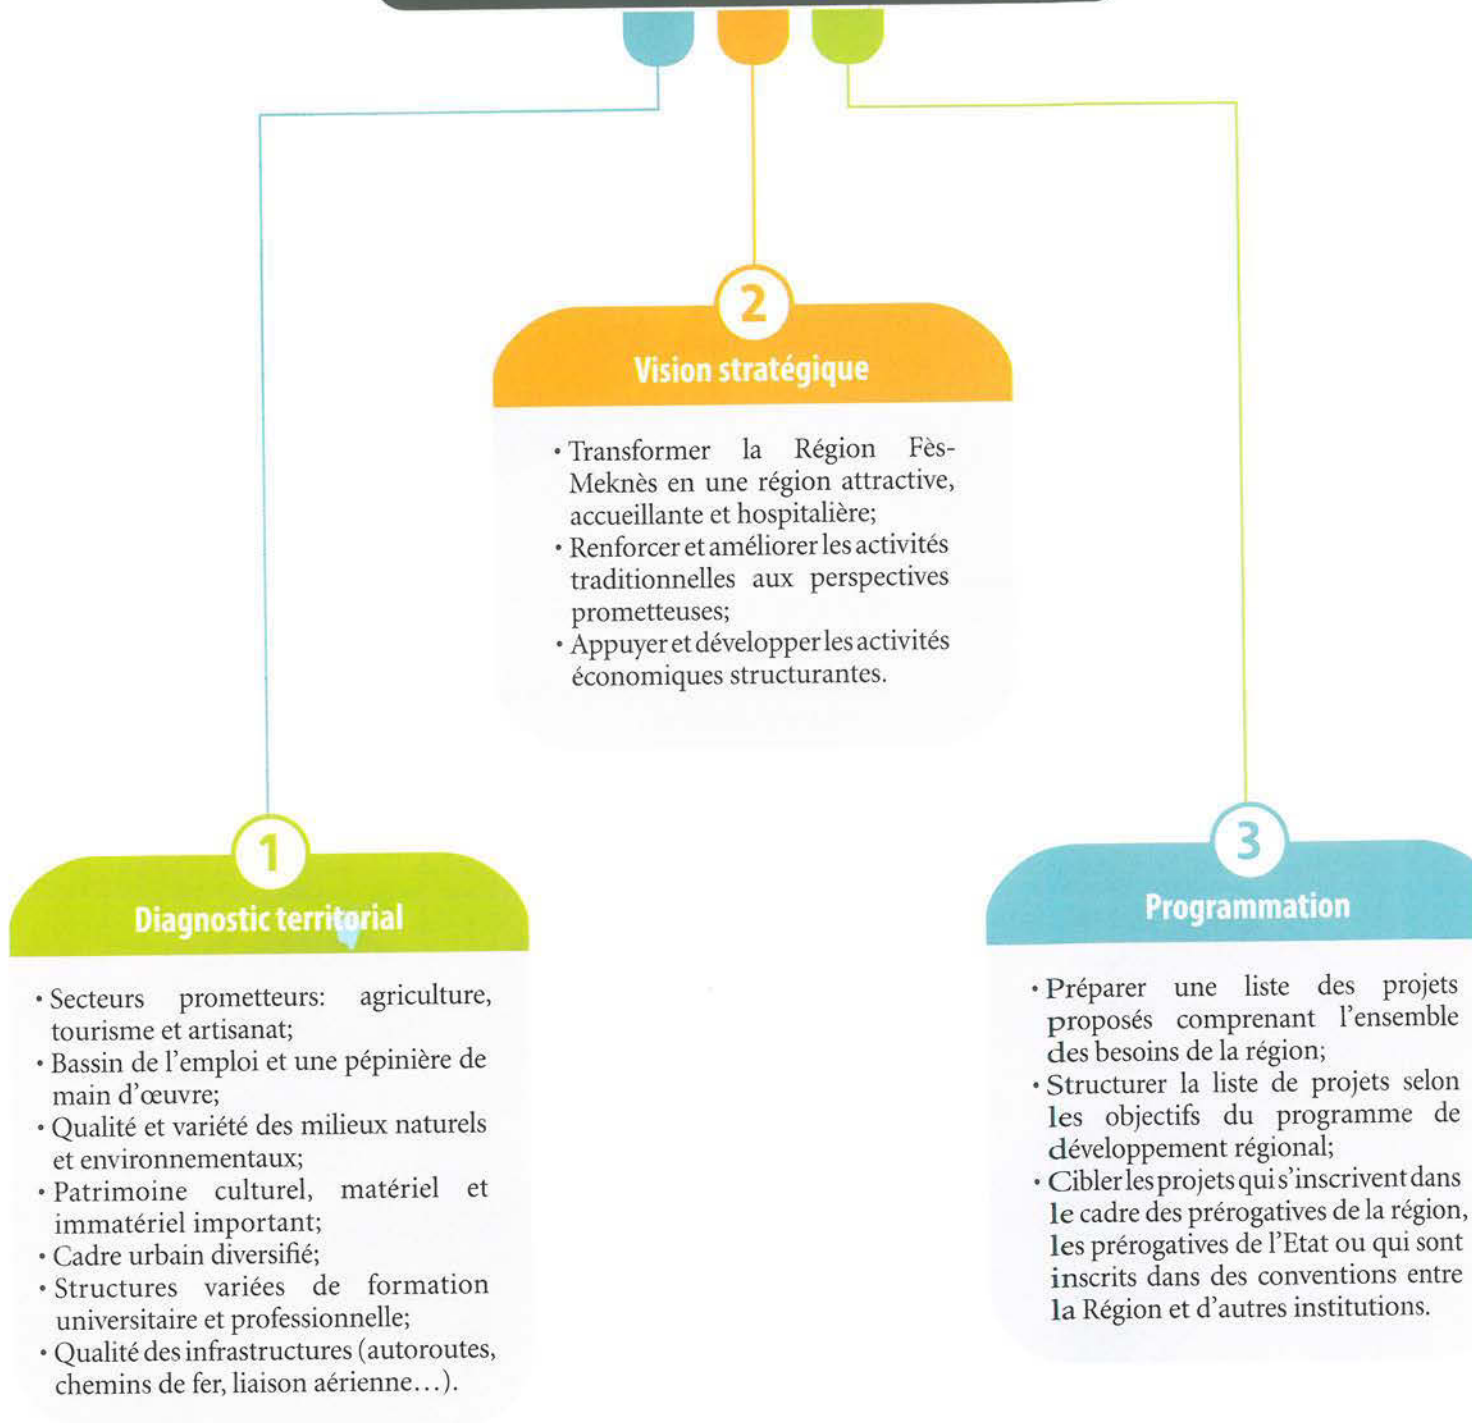 2
Vision stratégique
• Transformer la Région Fès-
Meknès en une région attractive,
accueillante et hospitalière;
• Renforcer et améliorer les activités
traditionnelles aux perspectives
prometteuses;
• Appuyer et développer les activités
économiques structurantes.
1
Diagnostic territorial
• Secteurs prometteurs: agriculture,
tourisme et artisanat;
• Bassin de l'emploi et une pépinière de
main d'œuvre;
• Qualité et variété des milieux naturels
et environnementaux;
• Patrimoine culturel, matériel et
immatériel important;
• Cadre urbain diversifié;
• Structures variées de formation
universitaire et professionnelle;
• Qualité des infrastructures (autoroutes,
chemins de fer, liaison aérienne…).
3
Programmation
• Préparer une liste des projets
proposés comprenant l'ensemble
des besoins de la région;
• Structurer la liste de projets selon
les objectifs du programme de
développement régional;
• Cibler les projets qui s'inscrivent dans
le cadre des prérogatives de la région,
les prérogatives de l'Etat ou qui sont
inscrits dans des conventions entre
la Région et d'autres institutions.